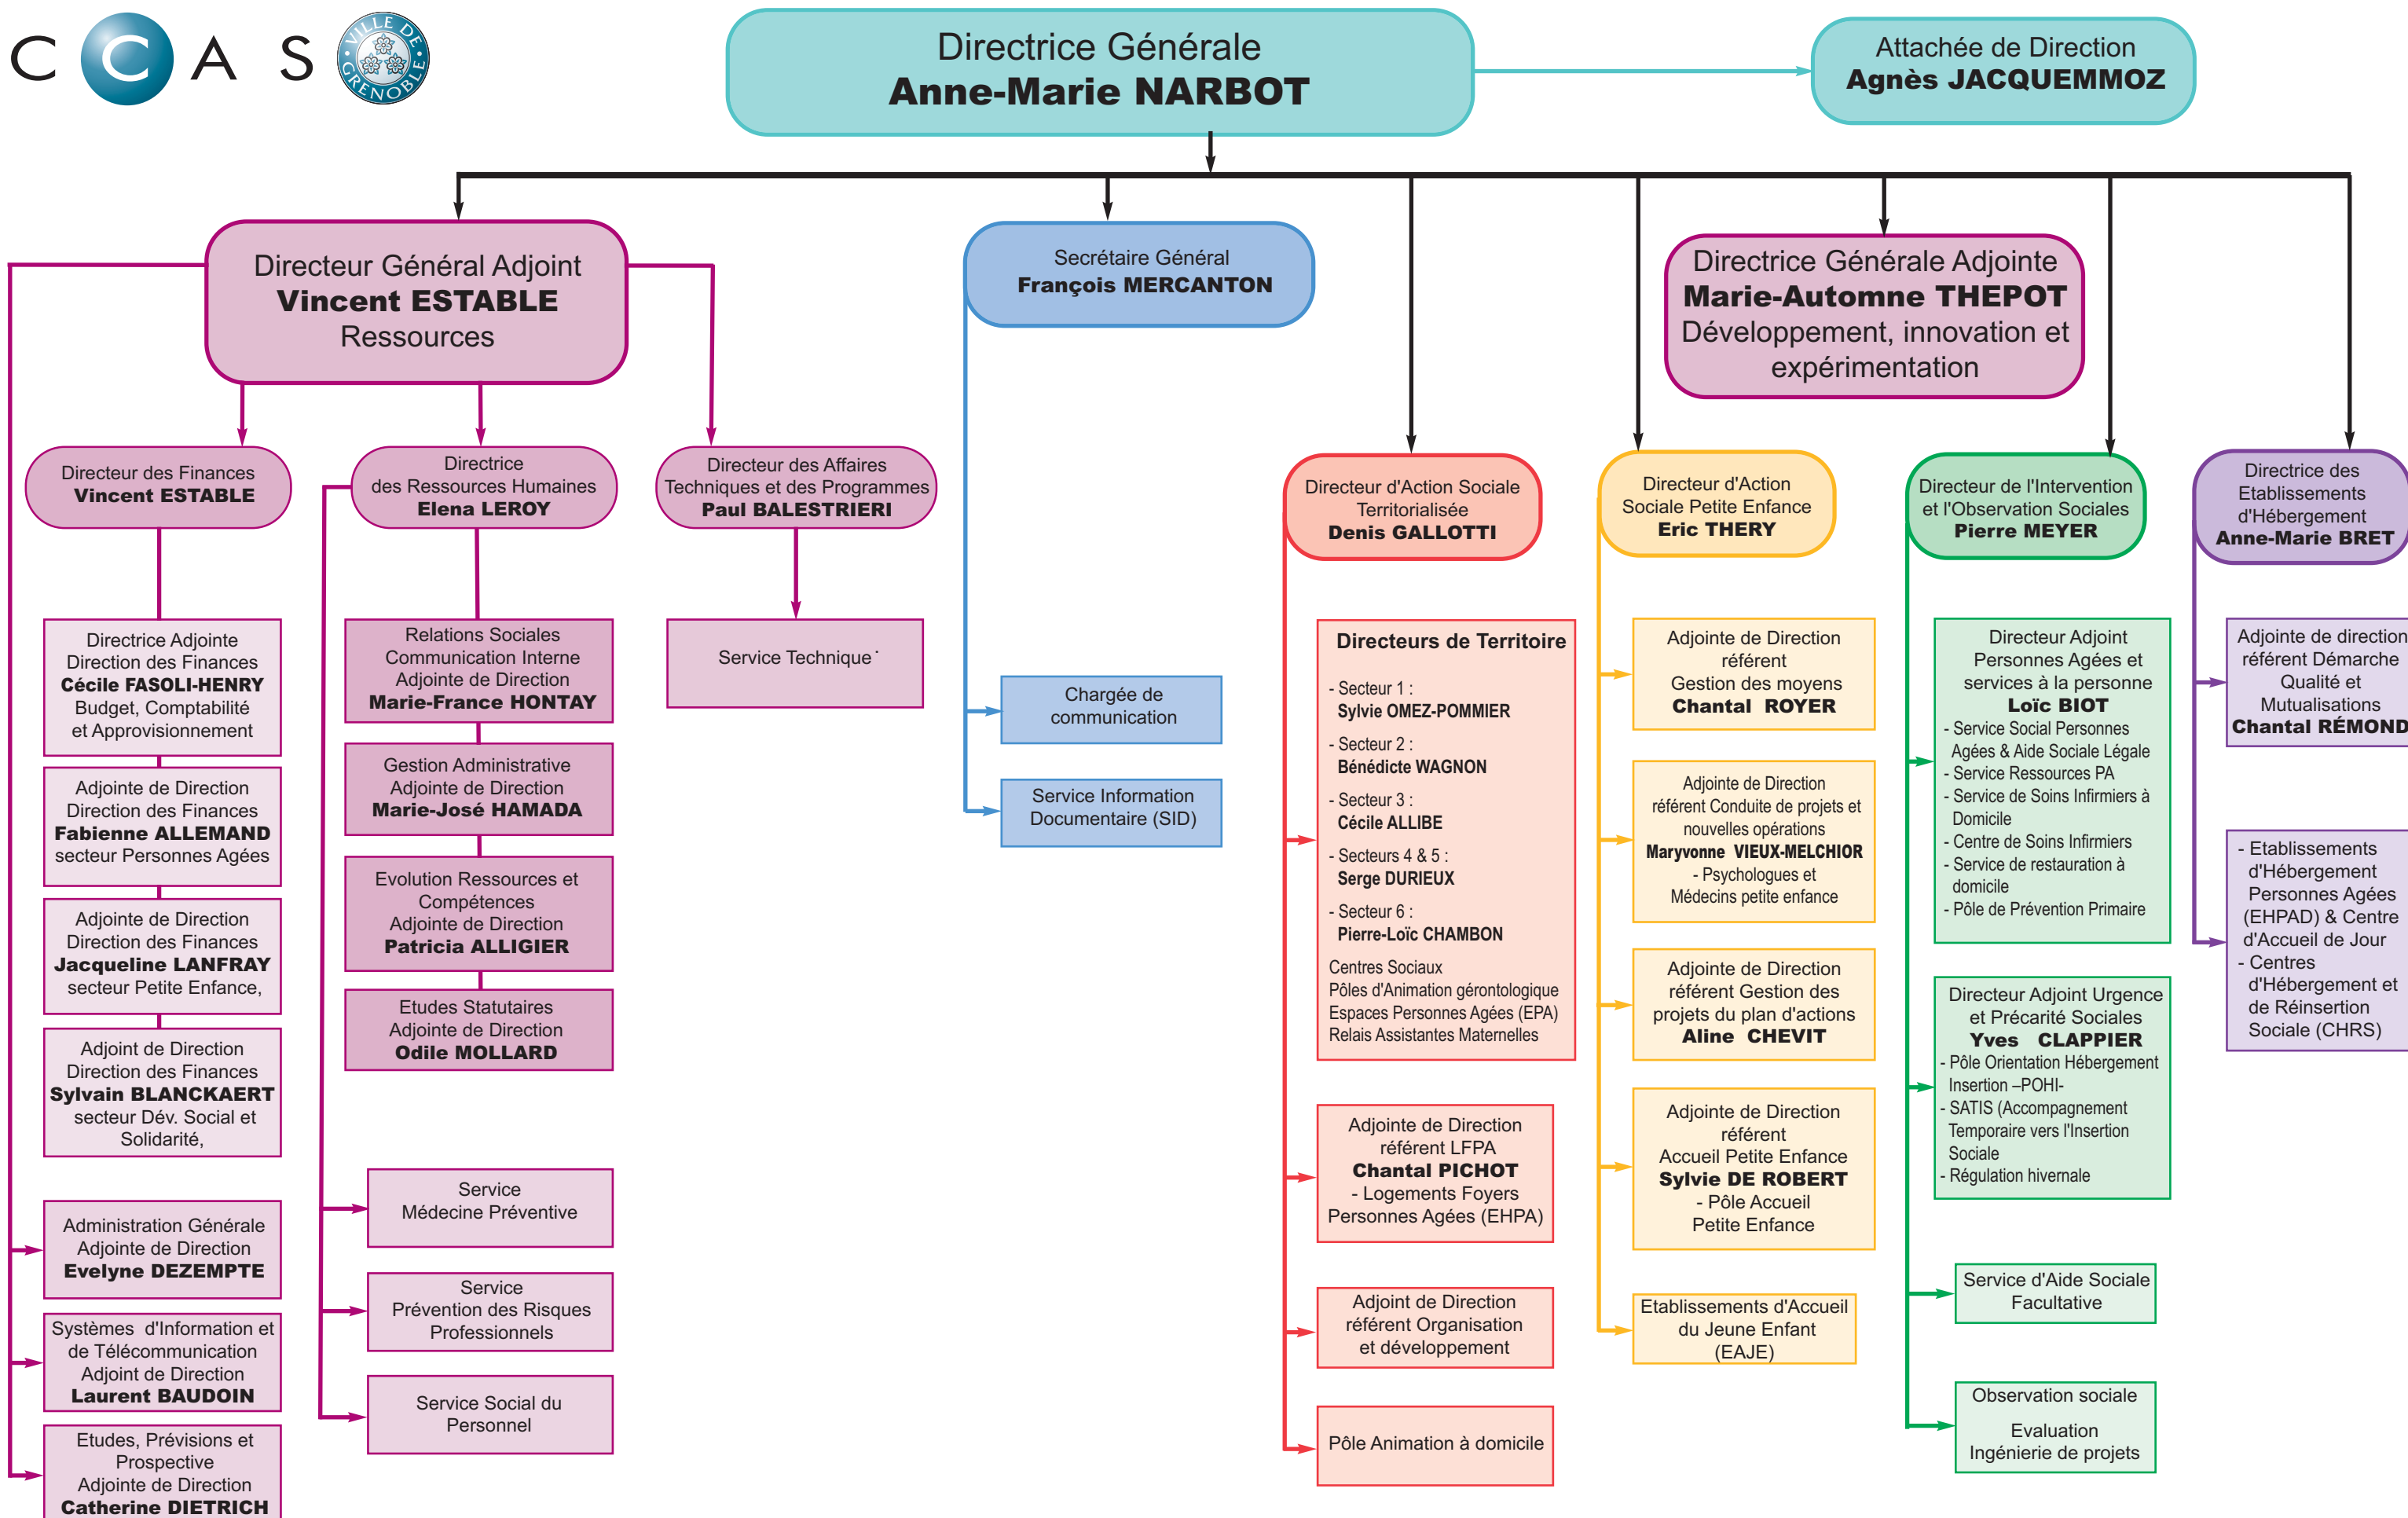 C C A S
VILLE DE GRENOBLE
Directrice Générale
Anne-Marie NARBOT
Attachée de Direction
Agnès JACQUEMMOZ
Directeur Général Adjoint
Vincent ESTABLE
Ressources
Secrétaire Général
François MERCANTON
Directrice Générale Adjointe
Marie-Automne THEPOT
Développement, innovation et
expérimentation
Directeur des Finances
Vincent ESTABLE
Directrice
des Ressources Humaines
Elena LEROY
Directeur des Affaires
Techniques et des Programmes
Paul BALESTRIERI
Directeur d'Action Sociale
Territorialisée
Denis GALLOTTI
Directeur d'Action
Sociale Petite Enfance
Eric THERY
Directeur de l'Intervention
et l'Observation Sociales
Pierre MEYER
Directrice des
Etablissements
d'Hébergement
Anne-Marie BRET
Directrice Adjointe
Direction des Finances
Cécile FASOLI-HENRY
Budget, Comptabilité
et Approvisionnement
Adjointe de Direction
Direction des Finances
Fabienne ALLEMAND
secteur Personnes Agées
Adjointe de Direction
Direction des Finances
Jacqueline LANFRAY
secteur Petite Enfance,
Adjoint de Direction
Direction des Finances
Sylvain BLANCKAERT
secteur Dév. Social et
Solidarité,
Administration Générale
Adjointe de Direction
Evelyne DEZEMPTE
Systèmes d'Information et
de Télécommunication
Adjoint de Direction
Laurent BAUDOIN
Etudes, Prévisions et
Prospective
Adjointe de Direction
Catherine DIETRICH
Relations Sociales
Communication Interne
Adjointe de Direction
Marie-France HONTAY
Gestion Administrative
Adjointe de Direction
Marie-José HAMADA
Evolution Ressources et
Compétences
Adjointe de Direction
Patricia ALLIGIER
Etudes Statutaires
Adjointe de Direction
Odile MOLLARD
Service
Médecine Préventive
Service
Prévention des Risques
Professionnels
Service Social du
Personnel
Service Technique
Chargée de
communication
Service Information
Documentaire (SID)
Directeurs de Territoire
- Secteur 1 :
Sylvie OMEZ-POMMIER
- Secteur 2 :
Bénédicte WAGNON
- Secteur 3 :
Cécile ALLIBE
- Secteurs 4 & 5 :
Serge DURIEUX
- Secteur 6 :
Pierre-Loïc CHAMBON
Centres Sociaux
Pôles d'Animation gérontologique
Espaces Personnes Agées (EPA)
Relais Assistantes Maternelles
Adjointe de Direction
référent LFPA
Chantal PICHOT
- Logements Foyers
Personnes Agées (EHPA)
Adjoint de Direction
référent Organisation
et développement
Pôle Animation à domicile
Adjointe de Direction
référent
Gestion des moyens
Chantal ROYER
Adjointe de Direction
référent Conduite de projets et
nouvelles opérations
Maryvonne VIEUX-MELCHIOR
- Psychologues et
Médecins petite enfance
Adjointe de Direction
référent Gestion des
projets du plan d'actions
Aline CHEVIT
Adjointe de Direction
référent
Accueil Petite Enfance
Sylvie DE ROBERT
- Pôle Accueil
Petite Enfance
Etablissements d'Accueil
du Jeune Enfant
(EAJE)
Directeur Adjoint
Personnes Agées et
services à la personne
Loïc BIOT
- Service Social Personnes
Agées & Aide Sociale Légale
- Service Ressources PA
- Service de Soins Infirmiers à
Domicile
- Centre de Soins Infirmiers
- Service de restauration à
domicile
- Pôle de Prévention Primaire
Directeur Adjoint Urgence
et Précarité Sociales
Yves CLAPPIER
- Pôle Orientation Hébergement
Insertion –POHI-
- SATIS (Accompagnement
Temporaire vers l'Insertion
Sociale
- Régulation hivernale
Service d'Aide Sociale
Facultative
Observation sociale
Evaluation
Ingénierie de projets
Adjointe de direction
référent Démarche
Qualité et
Mutualisations
Chantal RÉMOND
- Etablissements
d'Hébergement
Personnes Agées
(EHPAD) & Centre
d'Accueil de Jour
- Centres
d'Hébergement et
de Réinsertion
Sociale (CHRS)